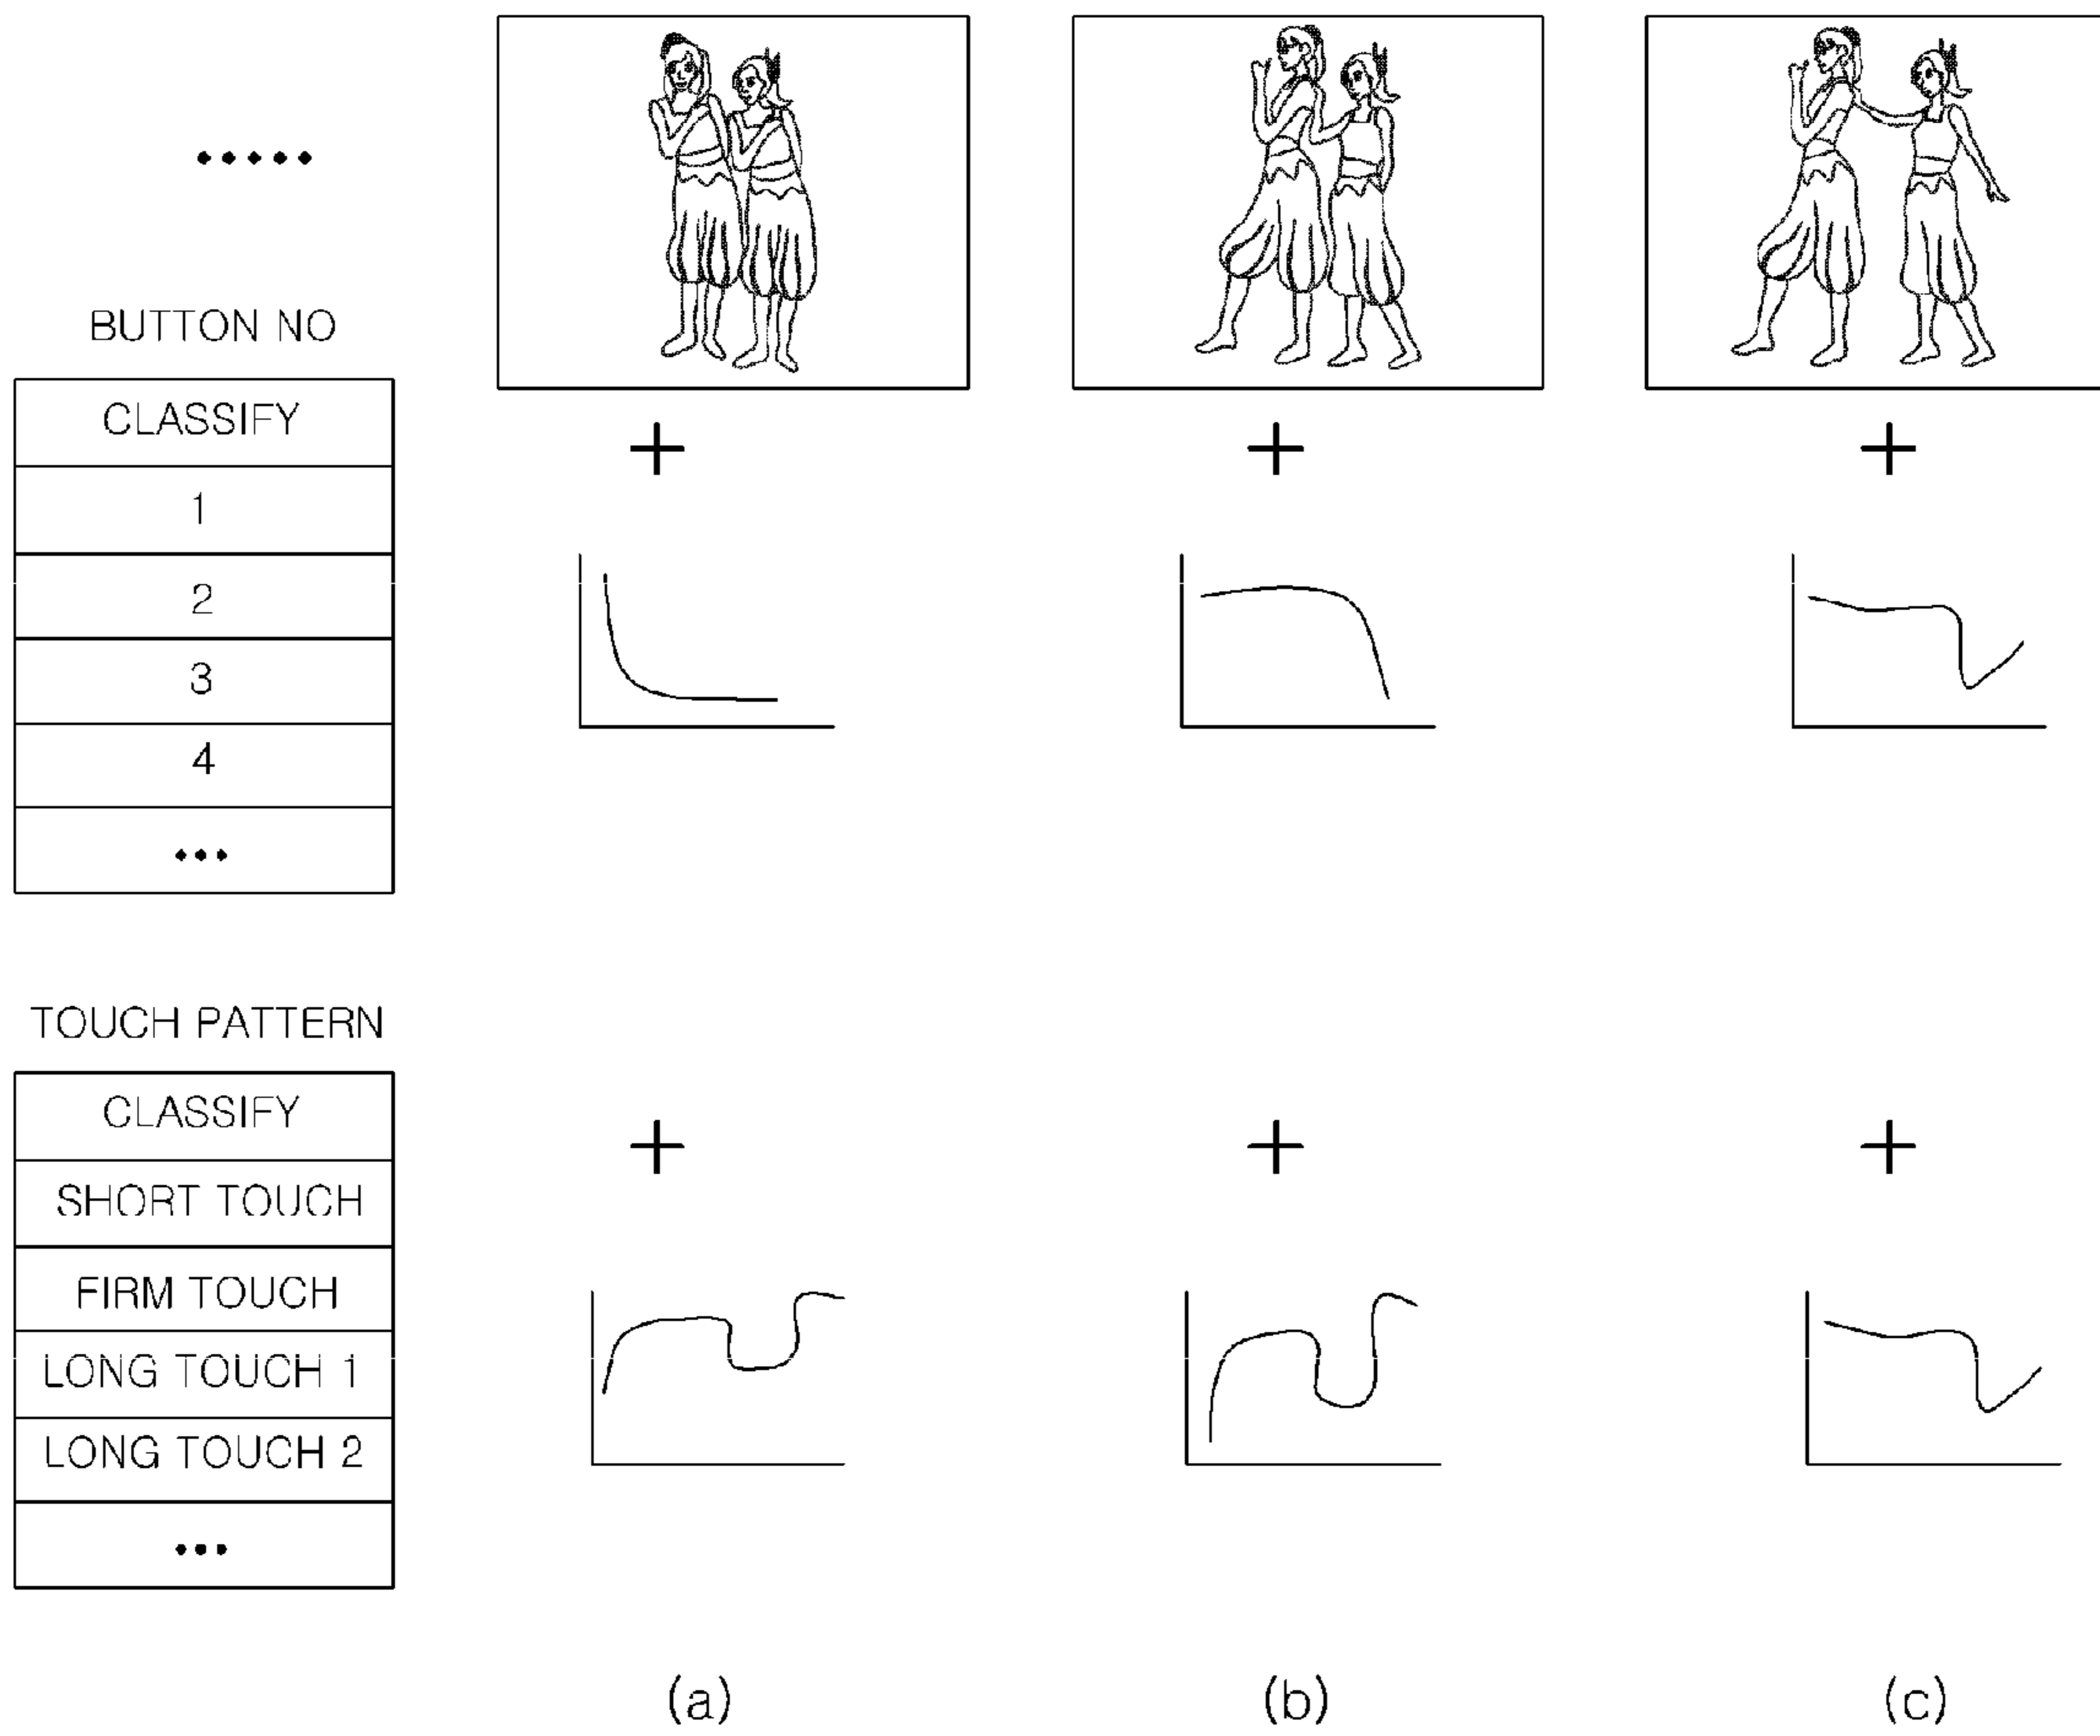 BUTTON NO
CLASSIFY
1
2
3
4
...
TOUCH PATTERN
CLASSIFY
SHORT TOUCH
FIRM TOUCH
LONG TOUCH 1
LONG TOUCH 2
...
(a) (b) (c)